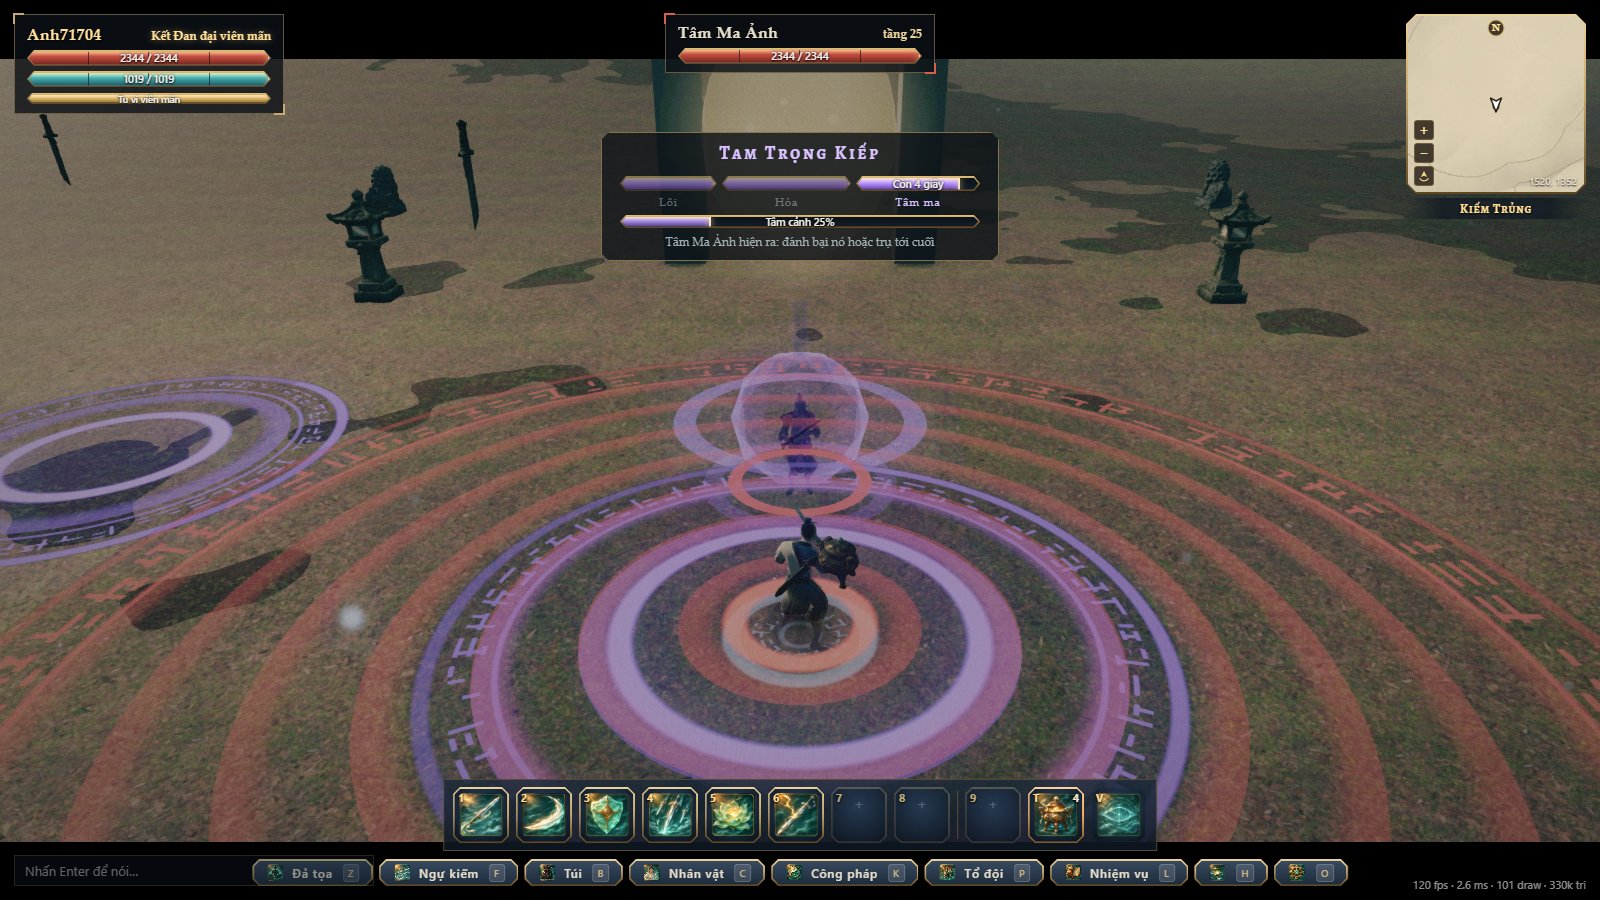 Anh71704 Kết Đan đại viên mãn
2344 / 2344
1019 / 1019
Tu vi viên mãn
Tâm Ma Ảnh tầng 25
2344 / 2344
N
+
−
1520, 1352
Kiếm Trủng
Tam Trọng Kiếp
Còn 4 giây
Lôi Hỏa Tâm ma
Tâm cảnh 25%
Tâm Ma Ảnh hiện ra: đánh bại nó hoặc trụ tới cuối
1 2 3 4 5 6 7 8 9 T 4 V
+ + +
Nhấn Enter để nói...
Đả tọa Z Ngự kiếm F Túi B Nhân vật C Công pháp K Tổ đội P Nhiệm vụ L H O
120 fps · 2.6 ms · 101 draw · 330k tri